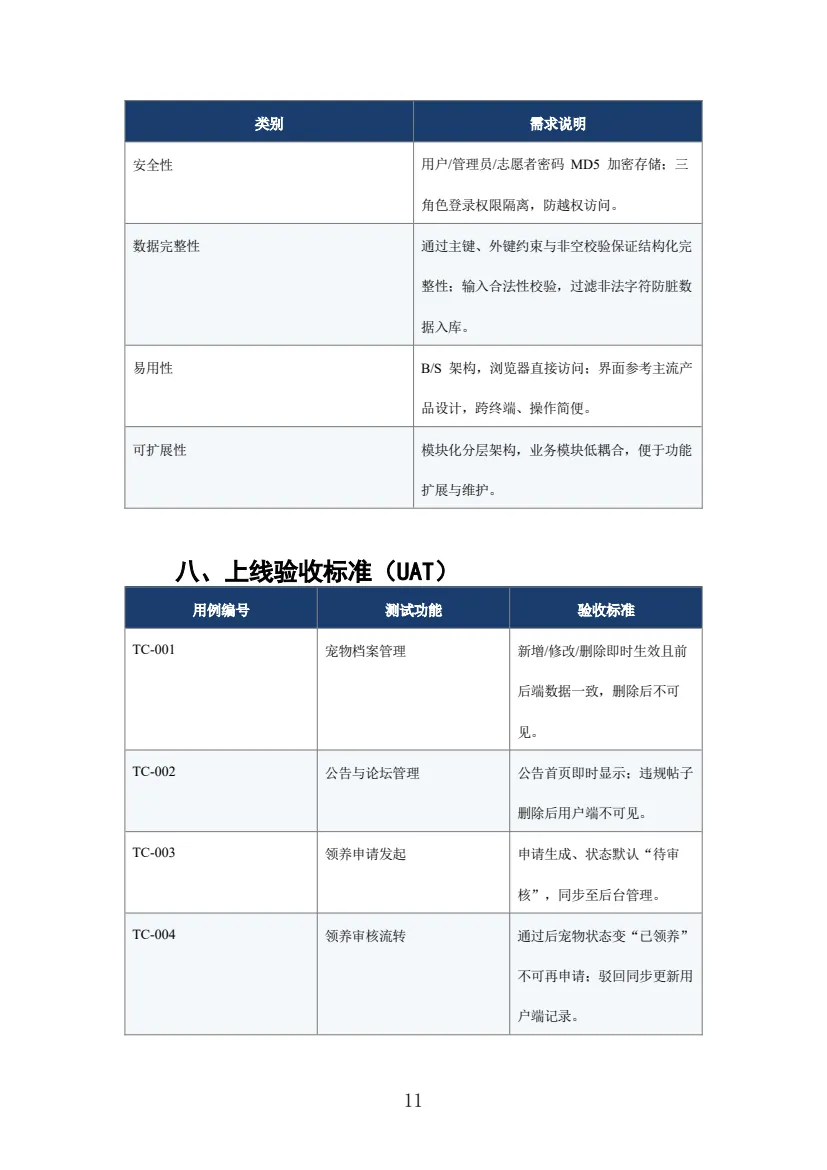 类别 需求说明
安全性 用户/管理员/志愿者密码 MD5 加密存储；三
角色登录权限隔离，防越权访问。
数据完整性 通过主键、外键约束与非空校验保证结构化完
整性；输入合法性校验，过滤非法字符防脏数
据入库。
易用性 B/S 架构，浏览器直接访问；界面参考主流产
品设计，跨终端、操作简便。
可扩展性 模块化分层架构，业务模块低耦合，便于功能
扩展与维护。
八、上线验收标准（UAT）
用例编号 测试功能 验收标准
TC-001 宠物档案管理 新增/修改/删除即时生效且前
后端数据一致，删除后不可
见。
TC-002 公告与论坛管理 公告首页即时显示；违规帖子
删除后用户端不可见。
TC-003 领养申请发起 申请生成、状态默认“待审
核”，同步至后台管理。
TC-004 领养审核流转 通过后宠物状态变“已领养”
不可再申请；驳回同步更新用
户端记录。
11